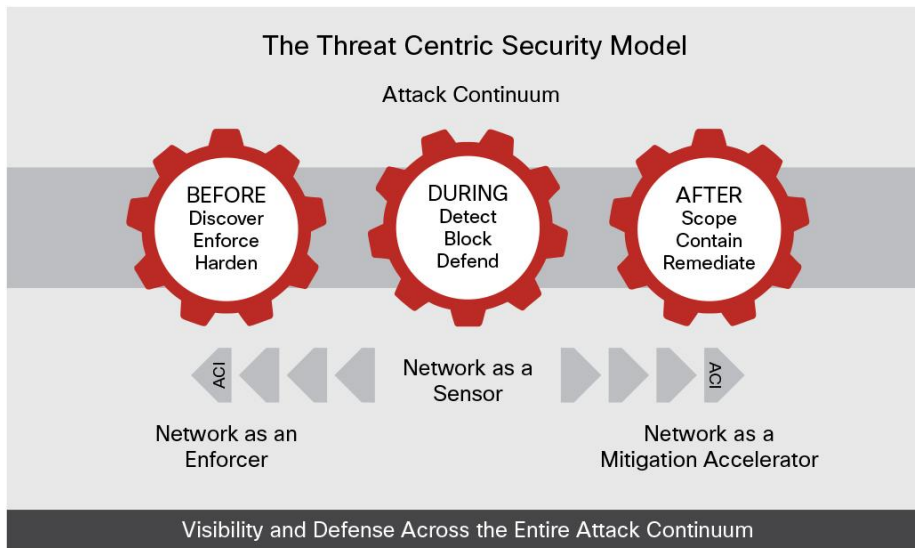 The Threat Centric Security Model
Attack Continuum
BEFORE
Discover
Enforce
Harden
DURING
Detect
Block
Defend
AFTER
Scope
Contain
Remediate
ACI
Network as a
Sensor
ACI
Network as an
Enforcer
Network as a
Mitigation Accelerator
Visibility and Defense Across the Entire Attack Continuum